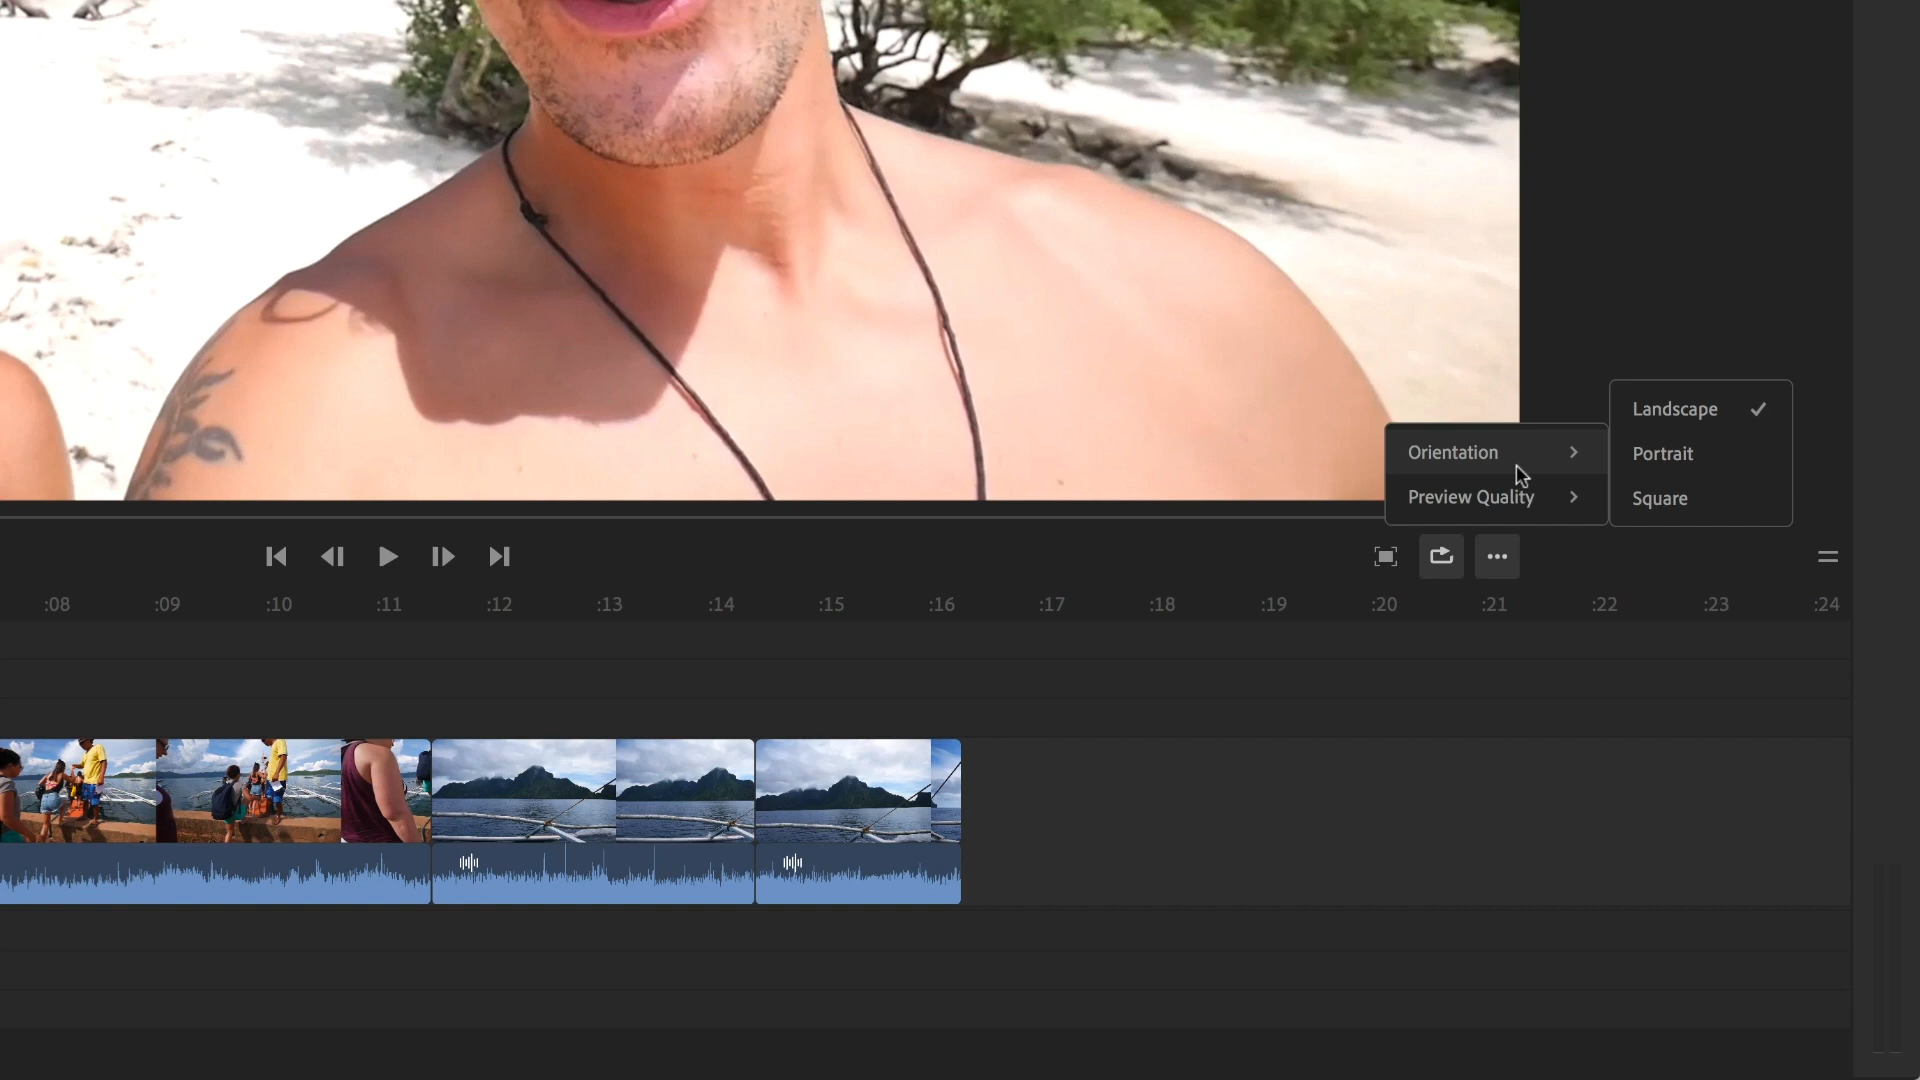 Landscape
Orientation
Portrait
Preview Quality
Square
:08 :09 :10 :11 :12 :13 :14 :15 :16 :17 :18 :19 :20 :21 :22 :23 :24